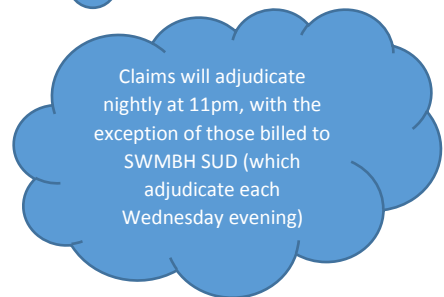 Claims will adjudicate
nightly at 11pm, with the
exception of those billed to
SWMBH SUD (which
adjudicate each
Wednesday evening)